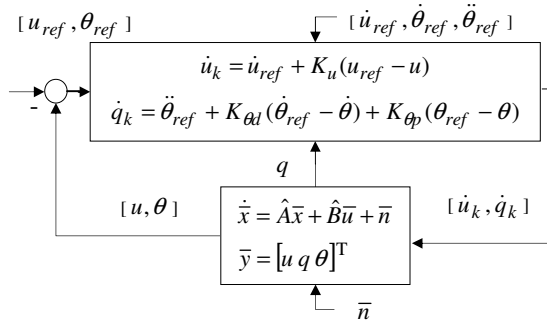 [u_ref, θ_ref]
[u̇_ref, θ̇_ref, θ̈_ref]
u̇_k = u̇_ref + K_u(u_ref − u)
q̇_k = θ̈_ref + K_θd(θ̇_ref − θ̇) + K_θp(θ_ref − θ)
-
q
[u, θ]
[u̇_k, q̇_k]
ẋ̄ = Âx̄ + B̂ū + n̄
ȳ = [u q θ]^T
n̄